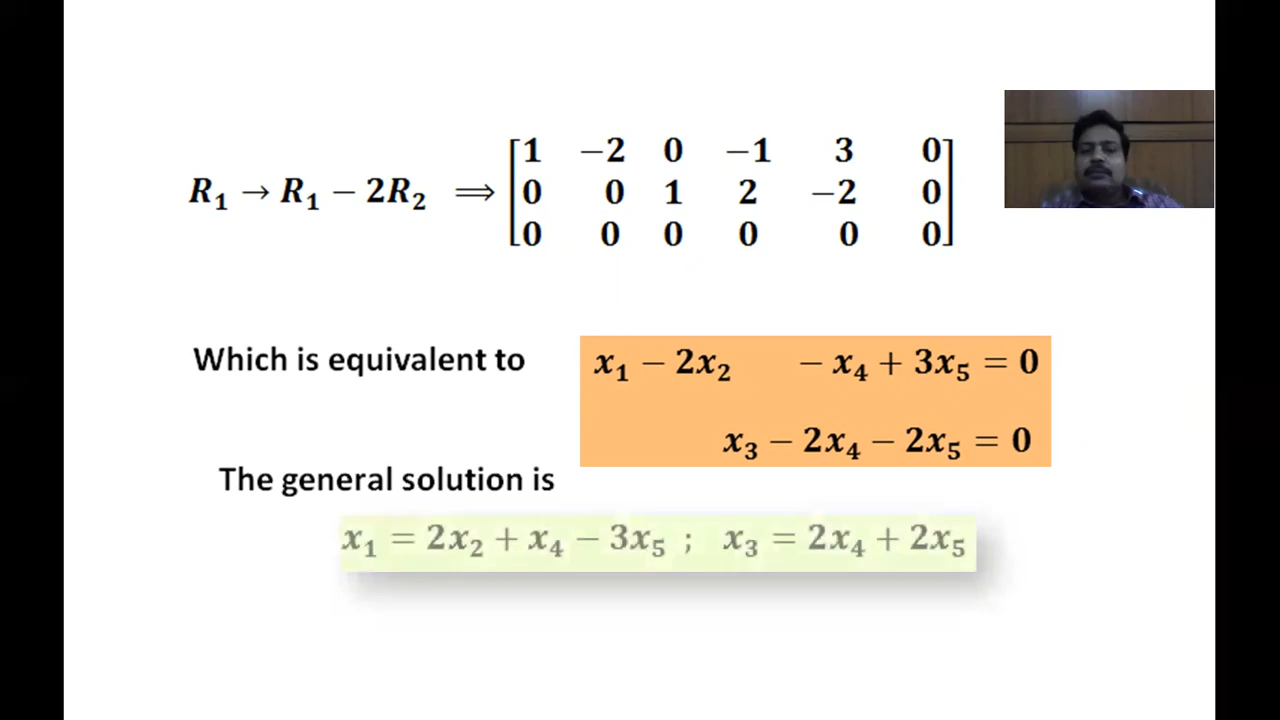 R₁ → R₁ − 2R₂ ⟹ [1 −2 0 −1 3 0
0 0 1 2 −2 0
0 0 0 0 0 0]
Which is equivalent to x₁ − 2x₂ − x₄ + 3x₅ = 0
x₃ − 2x₄ − 2x₅ = 0
The general solution is
x₁ = 2x₂ + x₄ − 3x₅ ; x₃ = 2x₄ + 2x₅